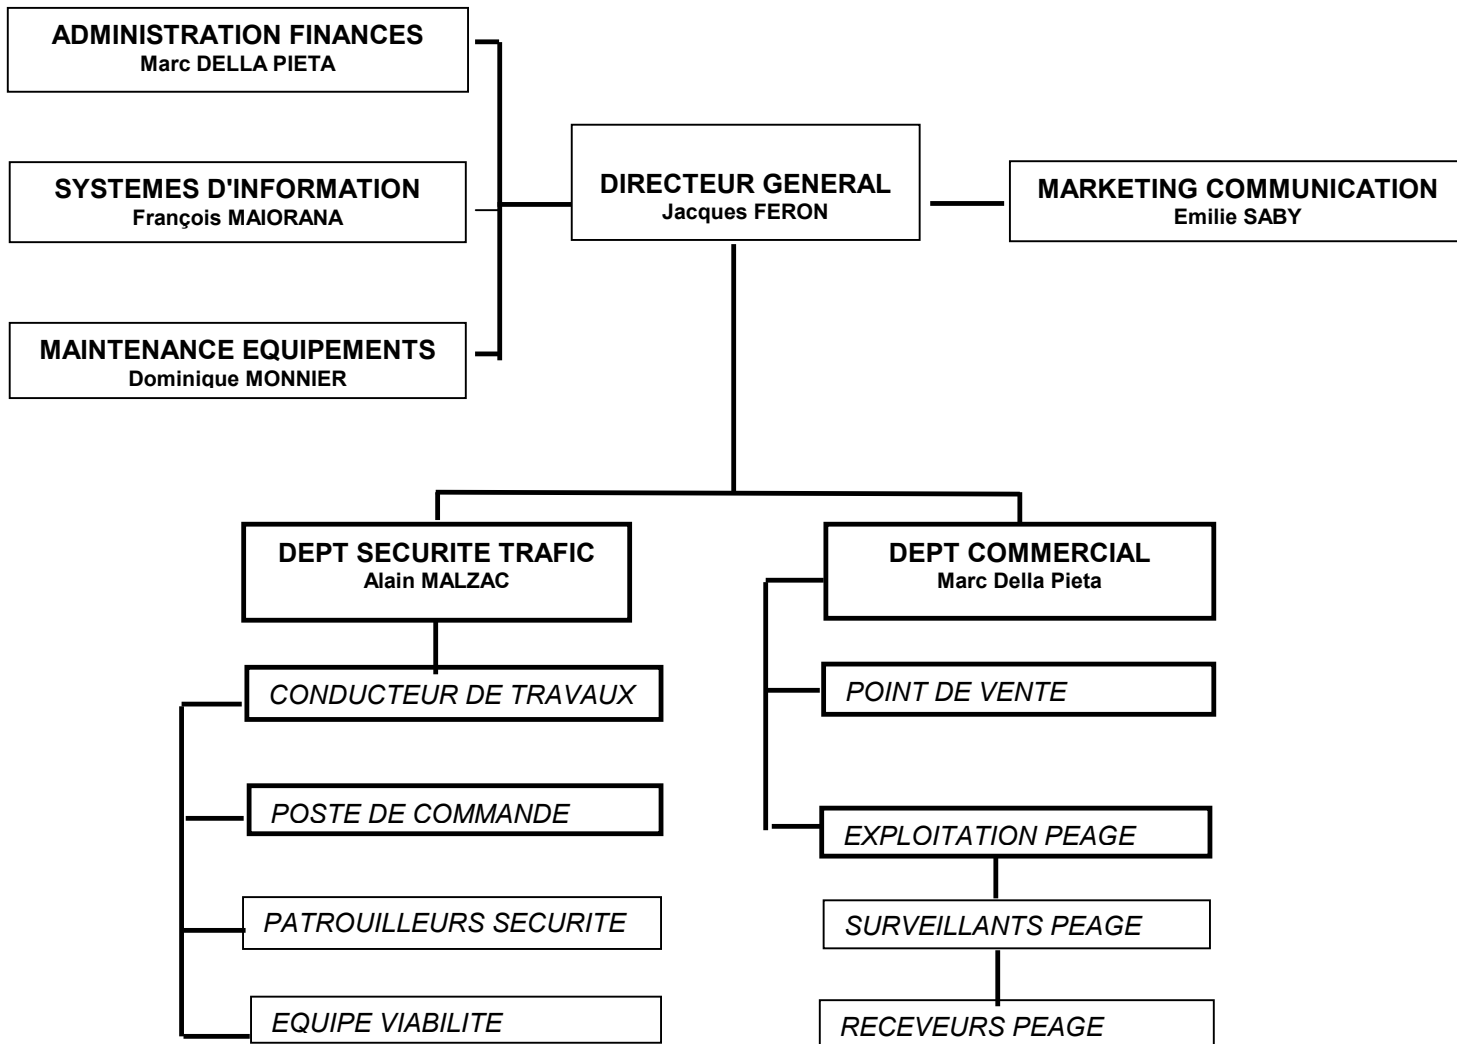 ADMINISTRATION FINANCES
Marc DELLA PIETA
SYSTEMES D'INFORMATION
François MAIORANA
MAINTENANCE EQUIPEMENTS
Dominique MONNIER
DIRECTEUR GENERAL
Jacques FERON
MARKETING COMMUNICATION
Emilie SABY
DEPT SECURITE TRAFIC
Alain MALZAC
CONDUCTEUR DE TRAVAUX
POSTE DE COMMANDE
PATROUILLEURS SECURITE
EQUIPE VIABILITE
DEPT COMMERCIAL
Marc Della Pieta
POINT DE VENTE
EXPLOITATION PEAGE
SURVEILLANTS PEAGE
RECEVEURS PEAGE